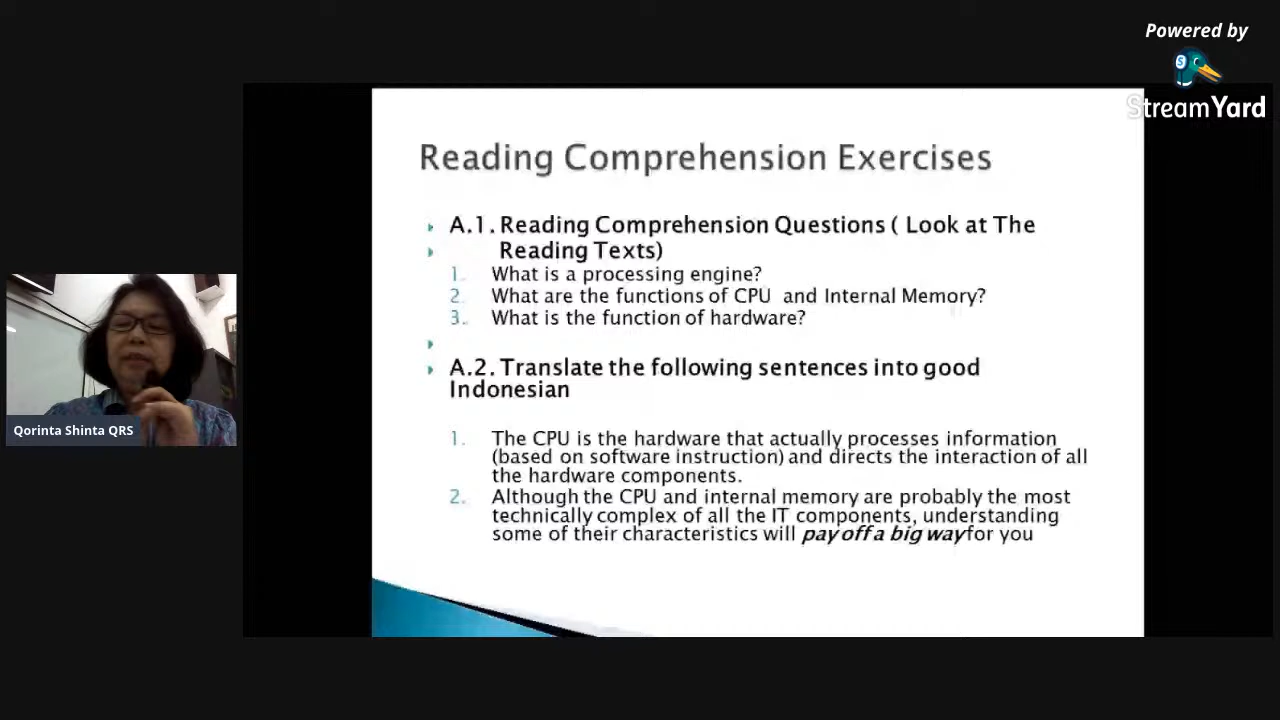 Powered by
StreamYard
Reading Comprehension Exercises
A.1. Reading Comprehension Questions ( Look at The
Reading Texts)
1. What is a processing engine?
2. What are the functions of CPU and Internal Memory?
3. What is the function of hardware?
A.2. Translate the following sentences into good
Indonesian
1. The CPU is the hardware that actually processes information
(based on software instruction) and directs the interaction of all
the hardware components.
2. Although the CPU and internal memory are probably the most
technically complex of all the IT components, understanding
some of their characteristics will pay off a big way for you
Qorinta Shinta QRS